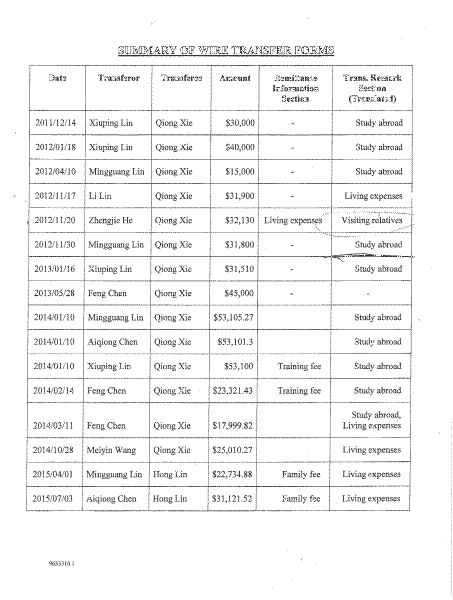 SUMMARY OF WIRE TRANSFER FORMS
Date Transferor Transferee Amount Remittance Information Section Trans. Remark Section (Translated)
2011/12/14 Xiuping Lin Qiong Xie $30,000 - Study abroad
2012/01/18 Xiuping Lin Qiong Xie $40,000 - Study abroad
2012/04/10 Mingguang Lin Qiong Xie $15,000 - Study abroad
2012/11/17 Li Lin Qiong Xie $31,900 - Living expenses
2012/11/20 Zhengjie He Qiong Xie $32,130 Living expenses Visiting relatives
2012/11/30 Mingguang Lin Qiong Xie $31,800 - Study abroad
2013/01/16 Xiuping Lin Qiong Xie $31,510 - Study abroad
2013/05/28 Feng Chen Qiong Xie $45,000 - -
2014/01/10 Mingguang Lin Qiong Xie $53,105.27 Study abroad
2014/01/10 Aiqiong Chen Qiong Xie $53,101.3 Study abroad
2014/01/10 Xiuping Lin Qiong Xie $53,100 Training fee Study abroad
2014/02/14 Feng Chen Qiong Xie $23,321.43 Training fee Study abroad
2014/03/11 Feng Chen Qiong Xie $17,999.82 Study abroad, Living expenses
2014/10/28 Meiyin Wang Qiong Xie $25,010.27 Living expenses
2015/04/01 Mingguang Lin Hong Lin $22,734.88 Family fee Living expenses
2015/07/03 Aiqiong Chen Hong Lin $31,121.52 Family fee Living expenses
9633316.1